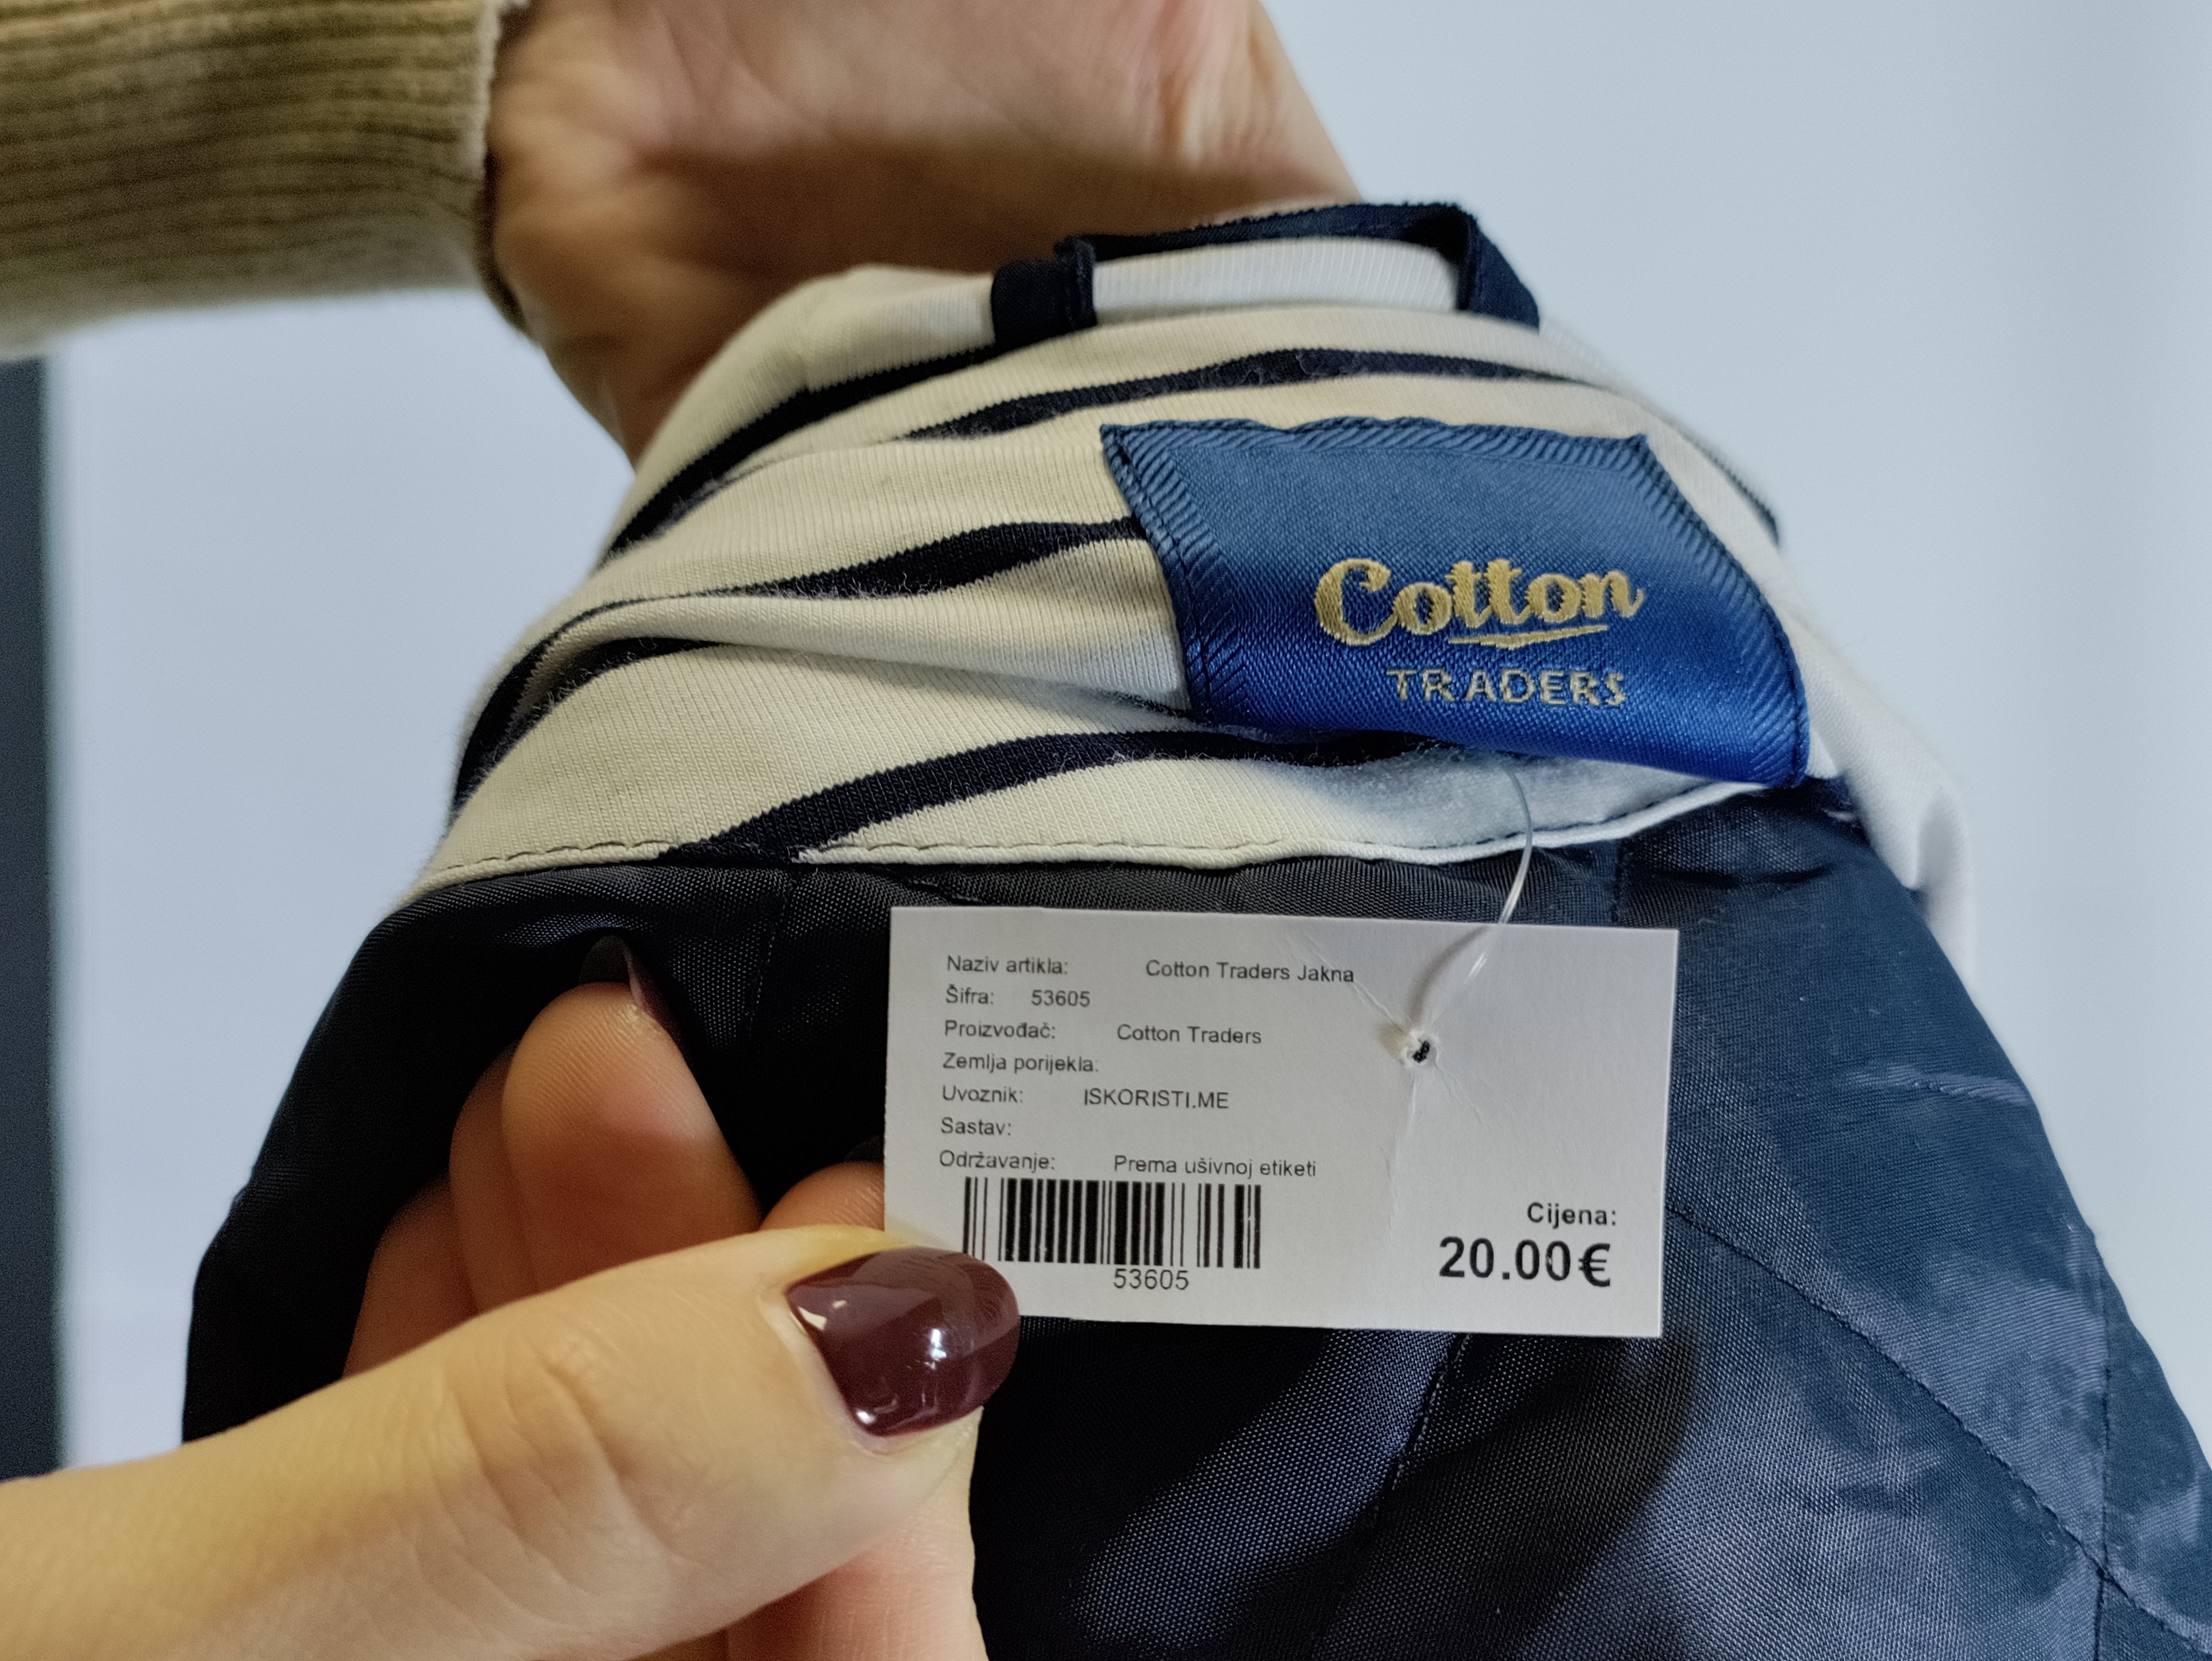 Cotton
TRADERS
Naziv artikla: Cotton Traders Jakna
Šifra: 53605
Proizvođač: Cotton Traders
Zemlja porijekla:
Uvoznik: ISKORISTI.ME
Sastav:
Održavanje: Prema ušivnoj etiketi
53605
Cijena:
20.00€